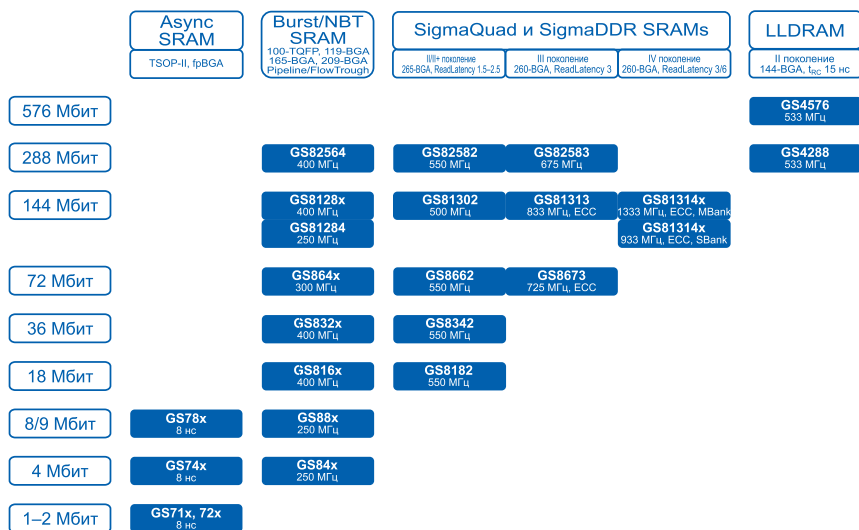 Async
SRAM
TSOP-II, fpBGA
Burst/NBT
SRAM
100-TQFP, 119-BGA
165-BGA, 209-BGA
Pipeline/FlowTrough
SigmaQuad и SigmaDDR SRAMs
II/II+ поколение
265-BGA, ReadLatency 1.5–2.5
III поколение
260-BGA, ReadLatency 3
IV поколение
260-BGA, ReadLatency 3/6
LLDRAM
II поколение
144-BGA, tRC 15 нс
576 Мбит
GS4576
533 МГц
288 Мбит
GS82564
400 МГц
GS82582
550 МГц
GS82583
675 МГц
GS4288
533 МГц
144 Мбит
GS8128x
400 МГц
GS81302
500 МГц
GS81313
833 МГц, ECC
GS81314x
1333 МГц, ECC, MBank
GS81284
250 МГц
GS81314x
933 МГц, ECC, SBank
72 Мбит
GS864x
300 МГц
GS8662
550 МГц
GS8673
725 МГц, ECC
36 Мбит
GS832x
400 МГц
GS8342
550 МГц
18 Мбит
GS816x
400 МГц
GS8182
550 МГц
8/9 Мбит
GS78x
8 нс
GS88x
250 МГц
4 Мбит
GS74x
8 нс
GS84x
250 МГц
1–2 Мбит
GS71x, 72x
8 нс